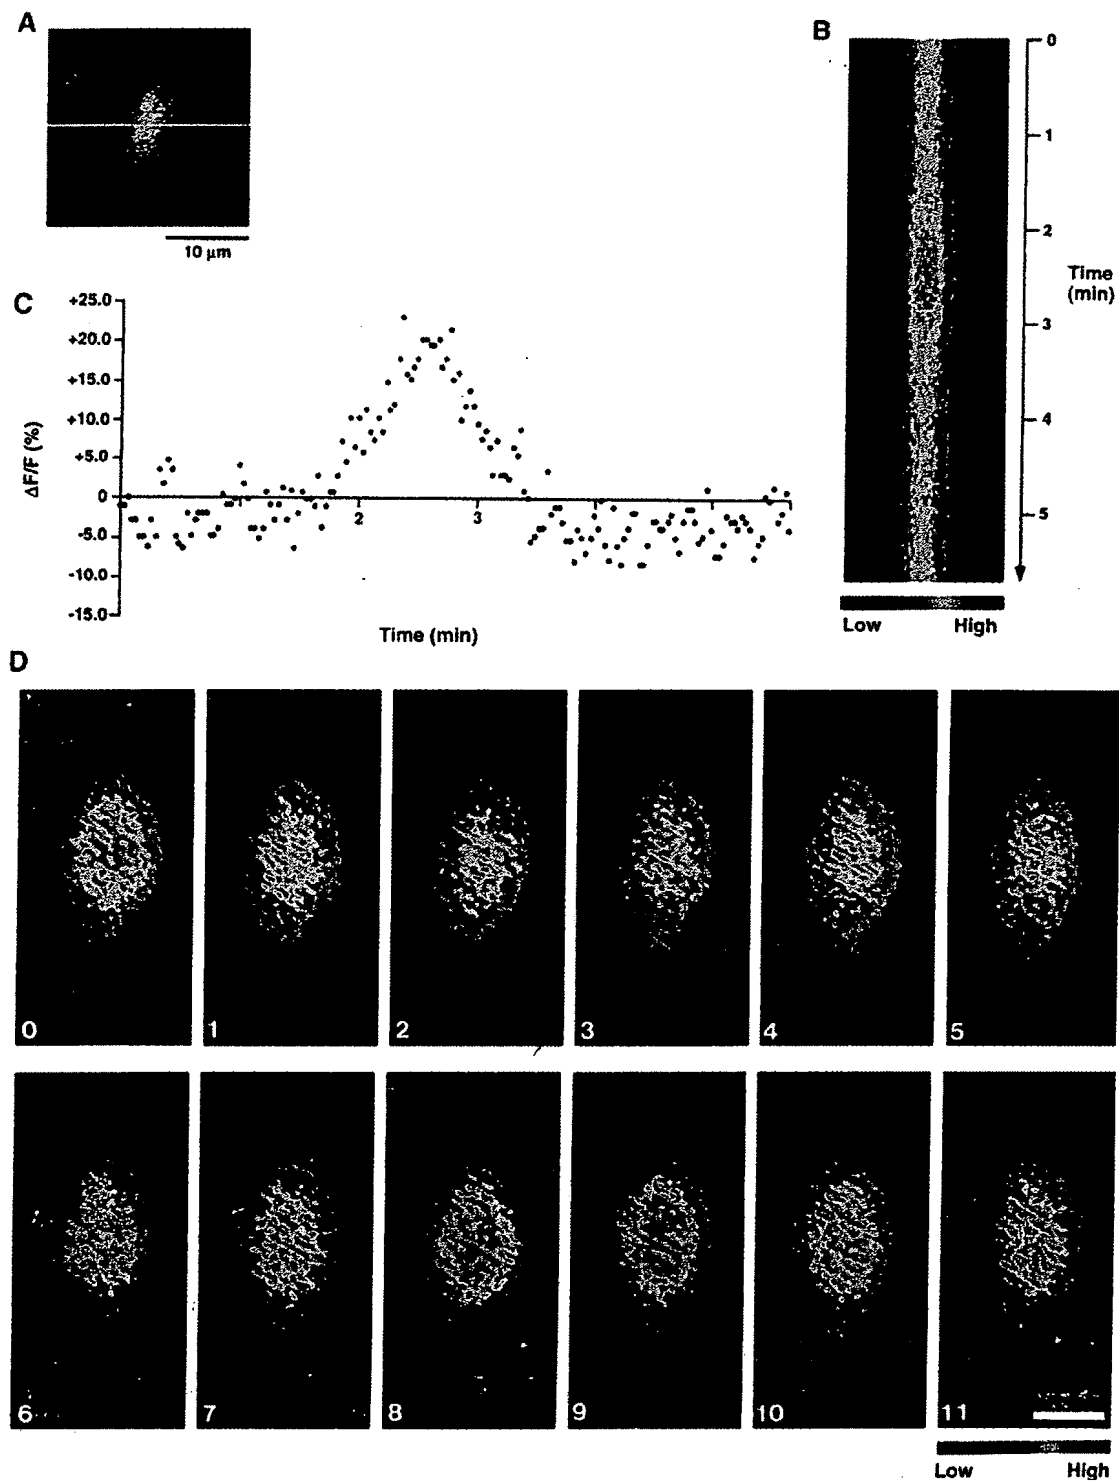 A
10 µm
B
0
1
2
3
4
5
Time
(min)
Low High
C
+25.0
+20.0
+15.0
+10.0
+5.0
0
-5.0
-10.0
-15.0
ΔF/F (%)
2 3
Time (min)
D
0 1 2 3 4 5
6 7 8 9 10 11
Low High